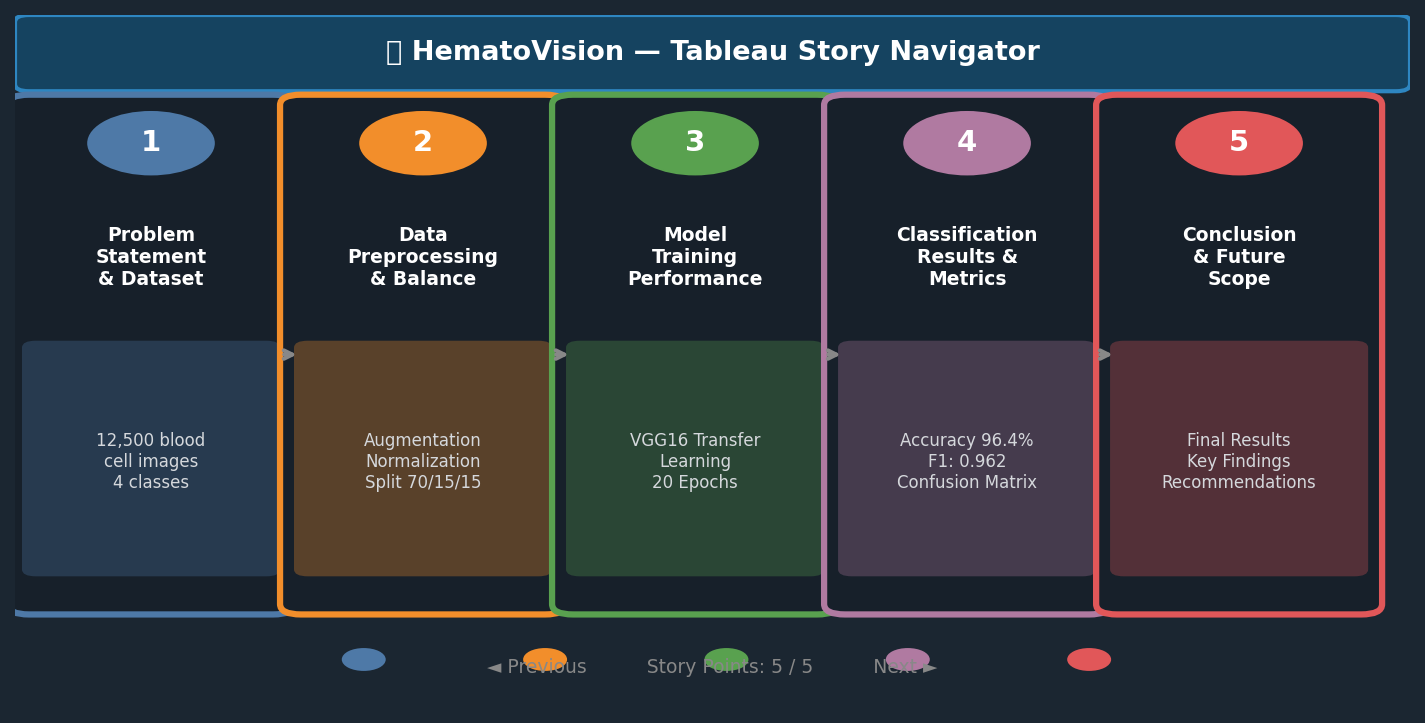 HematoVision — Tableau Story Navigator
1
Problem
Statement
& Dataset
12,500 blood
cell images
4 classes
2
Data
Preprocessing
& Balance
Augmentation
Normalization
Split 70/15/15
3
Model
Training
Performance
VGG16 Transfer
Learning
20 Epochs
4
Classification
Results &
Metrics
Accuracy 96.4%
F1: 0.962
Confusion Matrix
5
Conclusion
& Future
Scope
Final Results
Key Findings
Recommendations
◄ Previous Story Points: 5 / 5 Next ►